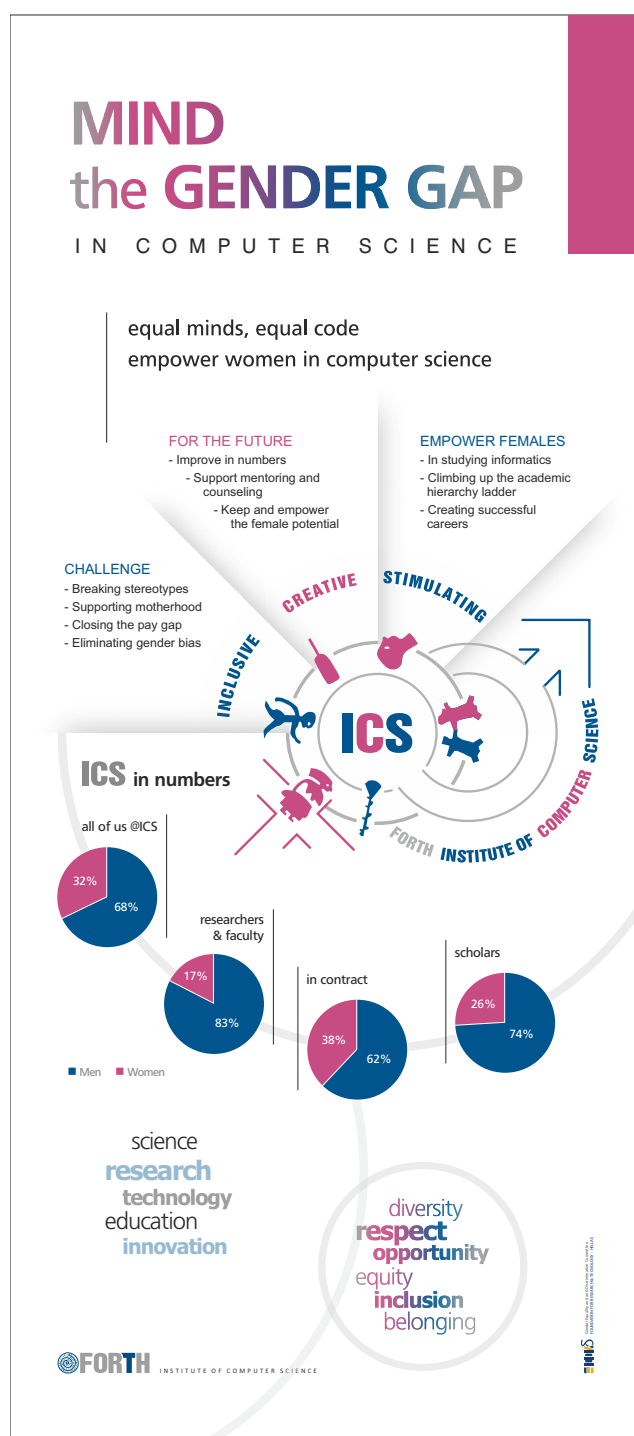 MIND
the GENDER GAP
IN COMPUTER SCIENCE
equal minds, equal code
empower women in computer science
FOR THE FUTURE
- Improve in numbers
- Support mentoring and
counseling
- Keep and empower
the female potential
EMPOWER FEMALES
- In studying informatics
- Climbing up the academic
hierarchy ladder
- Creating successful
careers
CHALLENGE
- Breaking stereotypes
- Supporting motherhood
- Closing the pay gap
- Eliminating gender bias
INCLUSIVE
CREATIVE
STIMULATING
ICS
FORTH INSTITUTE OF COMPUTER SCIENCE
ICS in numbers
all of us @ICS
32%
68%
researchers
& faculty
17%
83%
in contract
38%
62%
scholars
26%
74%
Men
Women
science
research
technology
education
innovation
diversity
respect
opportunity
equity
inclusion
belonging
FORTH INSTITUTE OF COMPUTER SCIENCE